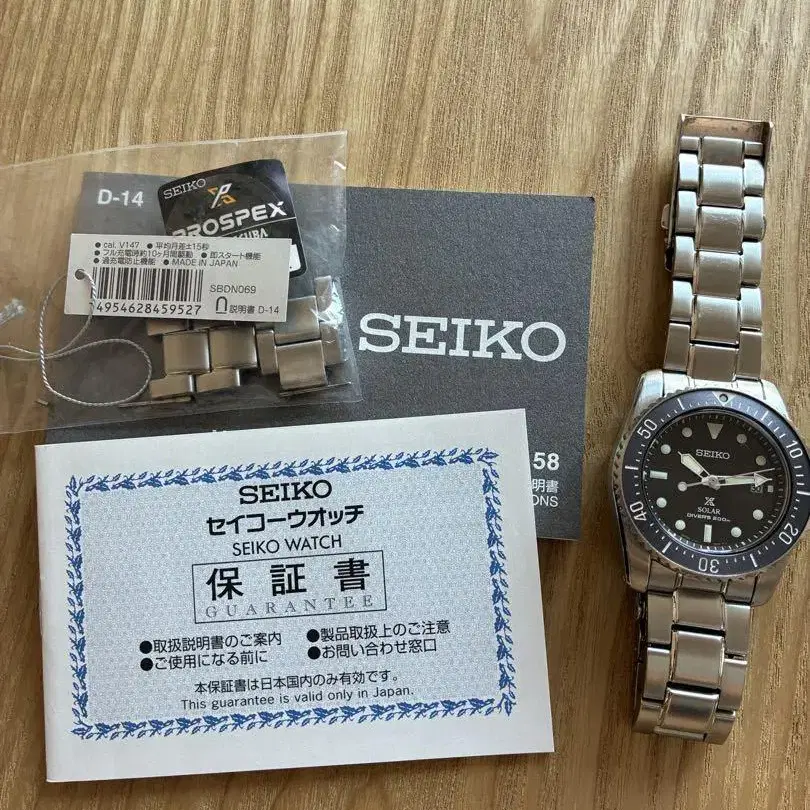 D-14
SEIKO
PROSPEX
● cal. V147 ● 平均月差±15秒
● フル充電時約10ヶ月間駆動 ● 即スタート機能
● 過充電防止機能 ● MADE IN JAPAN
SBDN069
4954628459527
説明書 D-14
SEIKO
58
明書
ONS
SEIKO
セイコーウオッチ
SEIKO WATCH
保証書
GUARANTEE
●取扱説明書のご案内
●製品取扱上のご注意
●ご使用になる前に
●お問い合わせ窓口
本保証書は日本国内のみ有効です。
This guarantee is valid only in Japan.
50
10
40
30
20
SEIKO
SOLAR
DIVER'S 200m